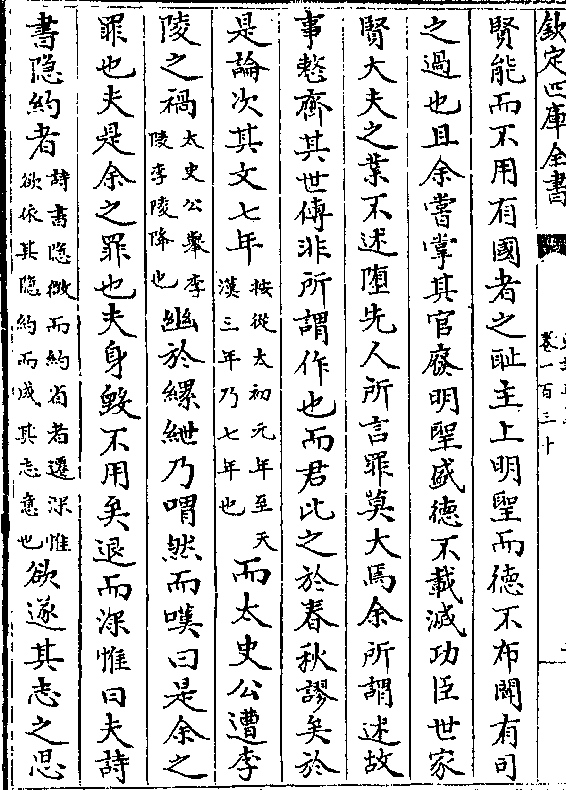 欽定四庫全書
卷一百三十
賢能而不用有國者之耻主上明聖而徳不布聞有司
之過也且余嘗掌其官廢明聖盛徳不載滅功臣世家
賢大夫之業不述墮先人所言罪莫大焉余所謂述故
事整齊其世傳非所謂作也而君比之於春秋謬矣於
是論次其文七年按從太初元年至天漢三年乃七年也而太史公遭李
陵之禍太史公舉李陵李陵降也幽於縲紲乃喟然而嘆曰是余之
罪也夫是余之罪也夫身毀不用矣退而深惟曰夫詩
書隠約者詩書隠微而約省者遷深惟欲依其隠約而成其志意也欲遂其志之思